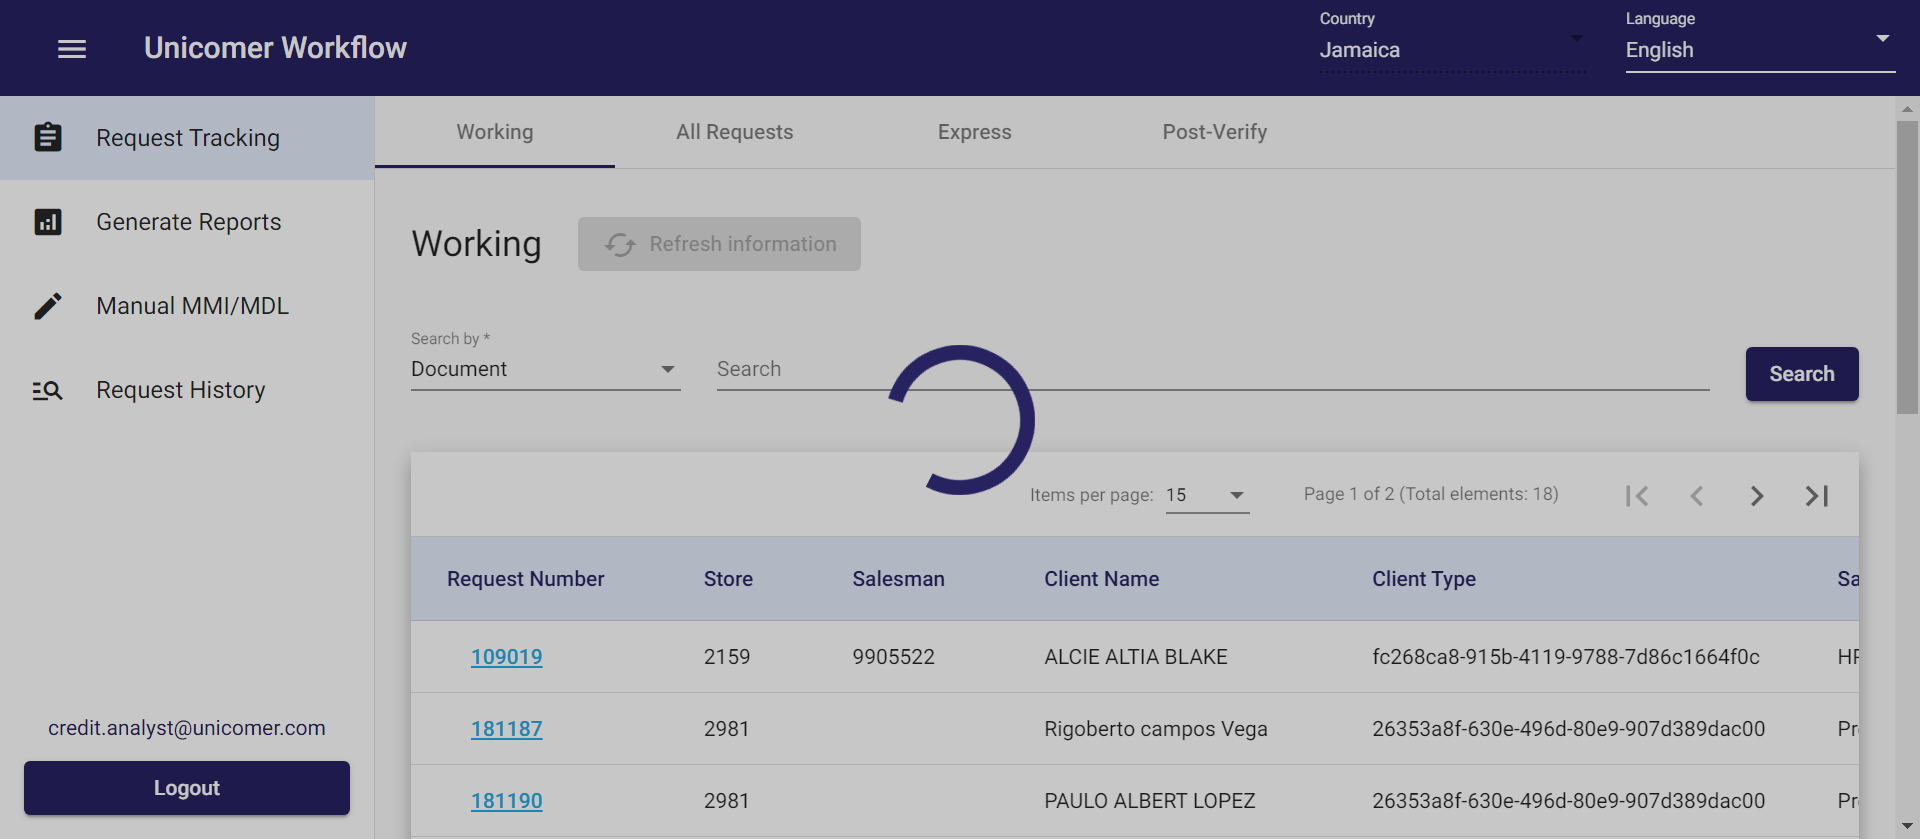 Unicomer Workflow
Country
Jamaica
Language
English
Request Tracking
Generate Reports
Manual MMI/MDL
Request History
credit.analyst@unicomer.com
Logout
Working All Requests Express Post-Verify
Working
Refresh information
Search by *
Document
Search
Search
Items per page: 15 Page 1 of 2 (Total elements: 18)
Request Number Store Salesman Client Name Client Type Sa
109019 2159 9905522 ALCIE ALTIA BLAKE fc268ca8-915b-4119-9788-7d86c1664f0c
181187 2981 Rigoberto campos Vega 26353a8f-630e-496d-80e9-907d389dac00 Pr
181190 2981 PAULO ALBERT LOPEZ 26353a8f-630e-496d-80e9-907d389dac00 Pr